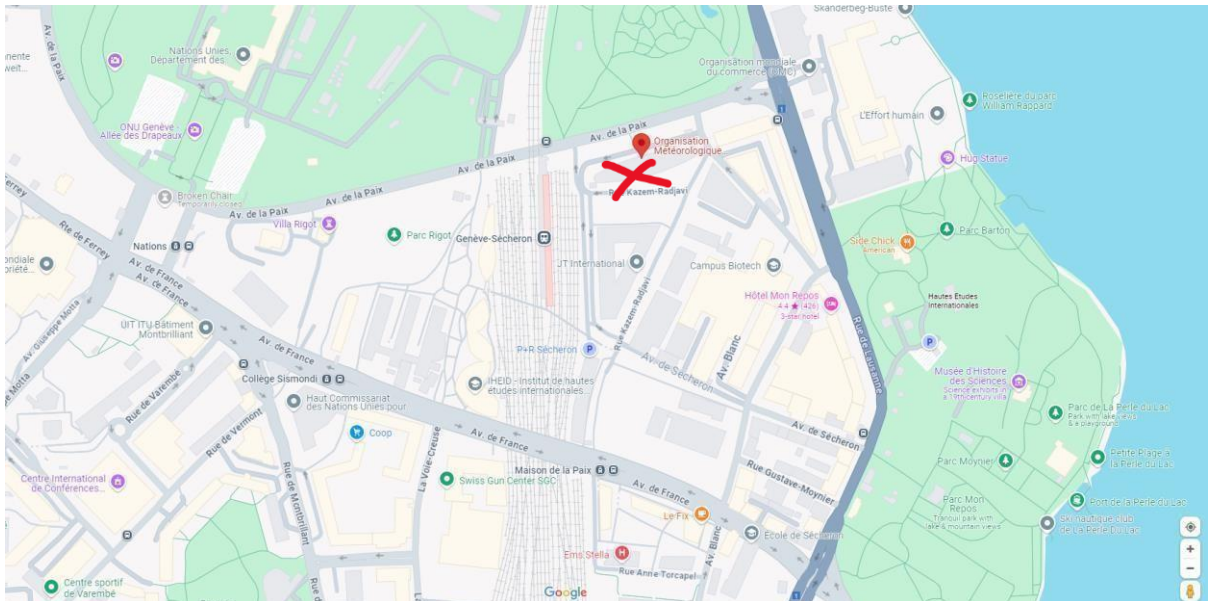 Skanderbeg-Buste
Av. de la Paix
Nations Unies,
Département des...
Organisation mondiale
du commerce (OMC)
Roselière du parc
William Rappard
L'Effort humain
ONU Genève -
Allée des Drapeaux
Av. de la Paix
Organisation
Météorologique...
Hug Statue
Av. de la Paix
Rue Kazem-Radjavi
Broken Chair
Temporarily closed
Av. de la Paix
Villa Rigot
Parc Rigot
Genève-Sécheron
Parc Barton
Side Chick
American
Rte de Ferney
Nations
JT International
Campus Biotech
Av. de France
Av. de France
Hôtel Mon Repos
4.4 ★ (426)
3-star hotel
Hautes Études
Internationales
Rue Kazem-Radjavi
Rue de Lausanne
Av. Giuseppe Motta
UIT ITU Bâtiment
Montbrillant
Av. de France
P+R Sécheron
P
P
Av. de Sécheron
Av. Blanc
Collège Sismondi
IHEID - Institut de hautes
études internationales...
Musée d'Histoire
des Sciences
Science exhibits in
a 19th-century villa
Rue de Varembé
Haut Commissariat
des Nations Unies pour...
Rue de Vermont
Coop
Av. de France
Av. de Sécheron
Parc de La Perle du Lac
Park with lake views
& a playground
La Voie-Creuse
Parc Moynier
Petite Plage à
la Perle du Lac
Centre International
de Conférences...
Rue de Montbrillant
Swiss Gun Center SGC
Maison de la Paix
Av. de France
Rue Gustave-Moynier
Parc Mon
Repos
Tranquil park with
lake & mountain views
Port de la Perle du Lac
Le Fix
Ski nautique club
de La Perle Du Lac
Ecole de Sécheron
Av. Blanc
Ems Stella
H
Rue Anne Torcapel
Centre sportif
de Varembé
Google